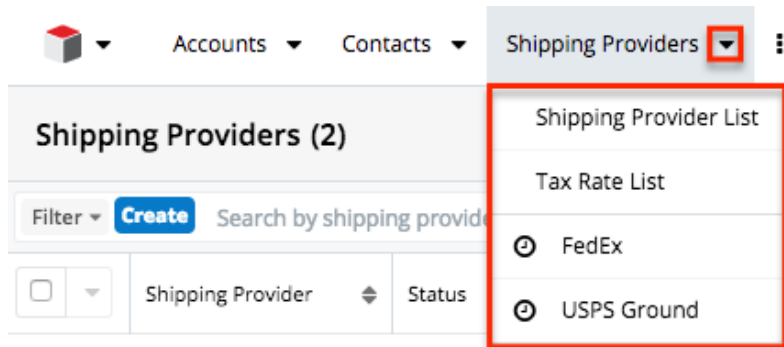 Accounts Contacts Shipping Providers
Shipping Providers (2)
Shipping Provider List
Tax Rate List
Filter Create Search by shipping provide
FedEx
Shipping Provider Status
USPS Ground